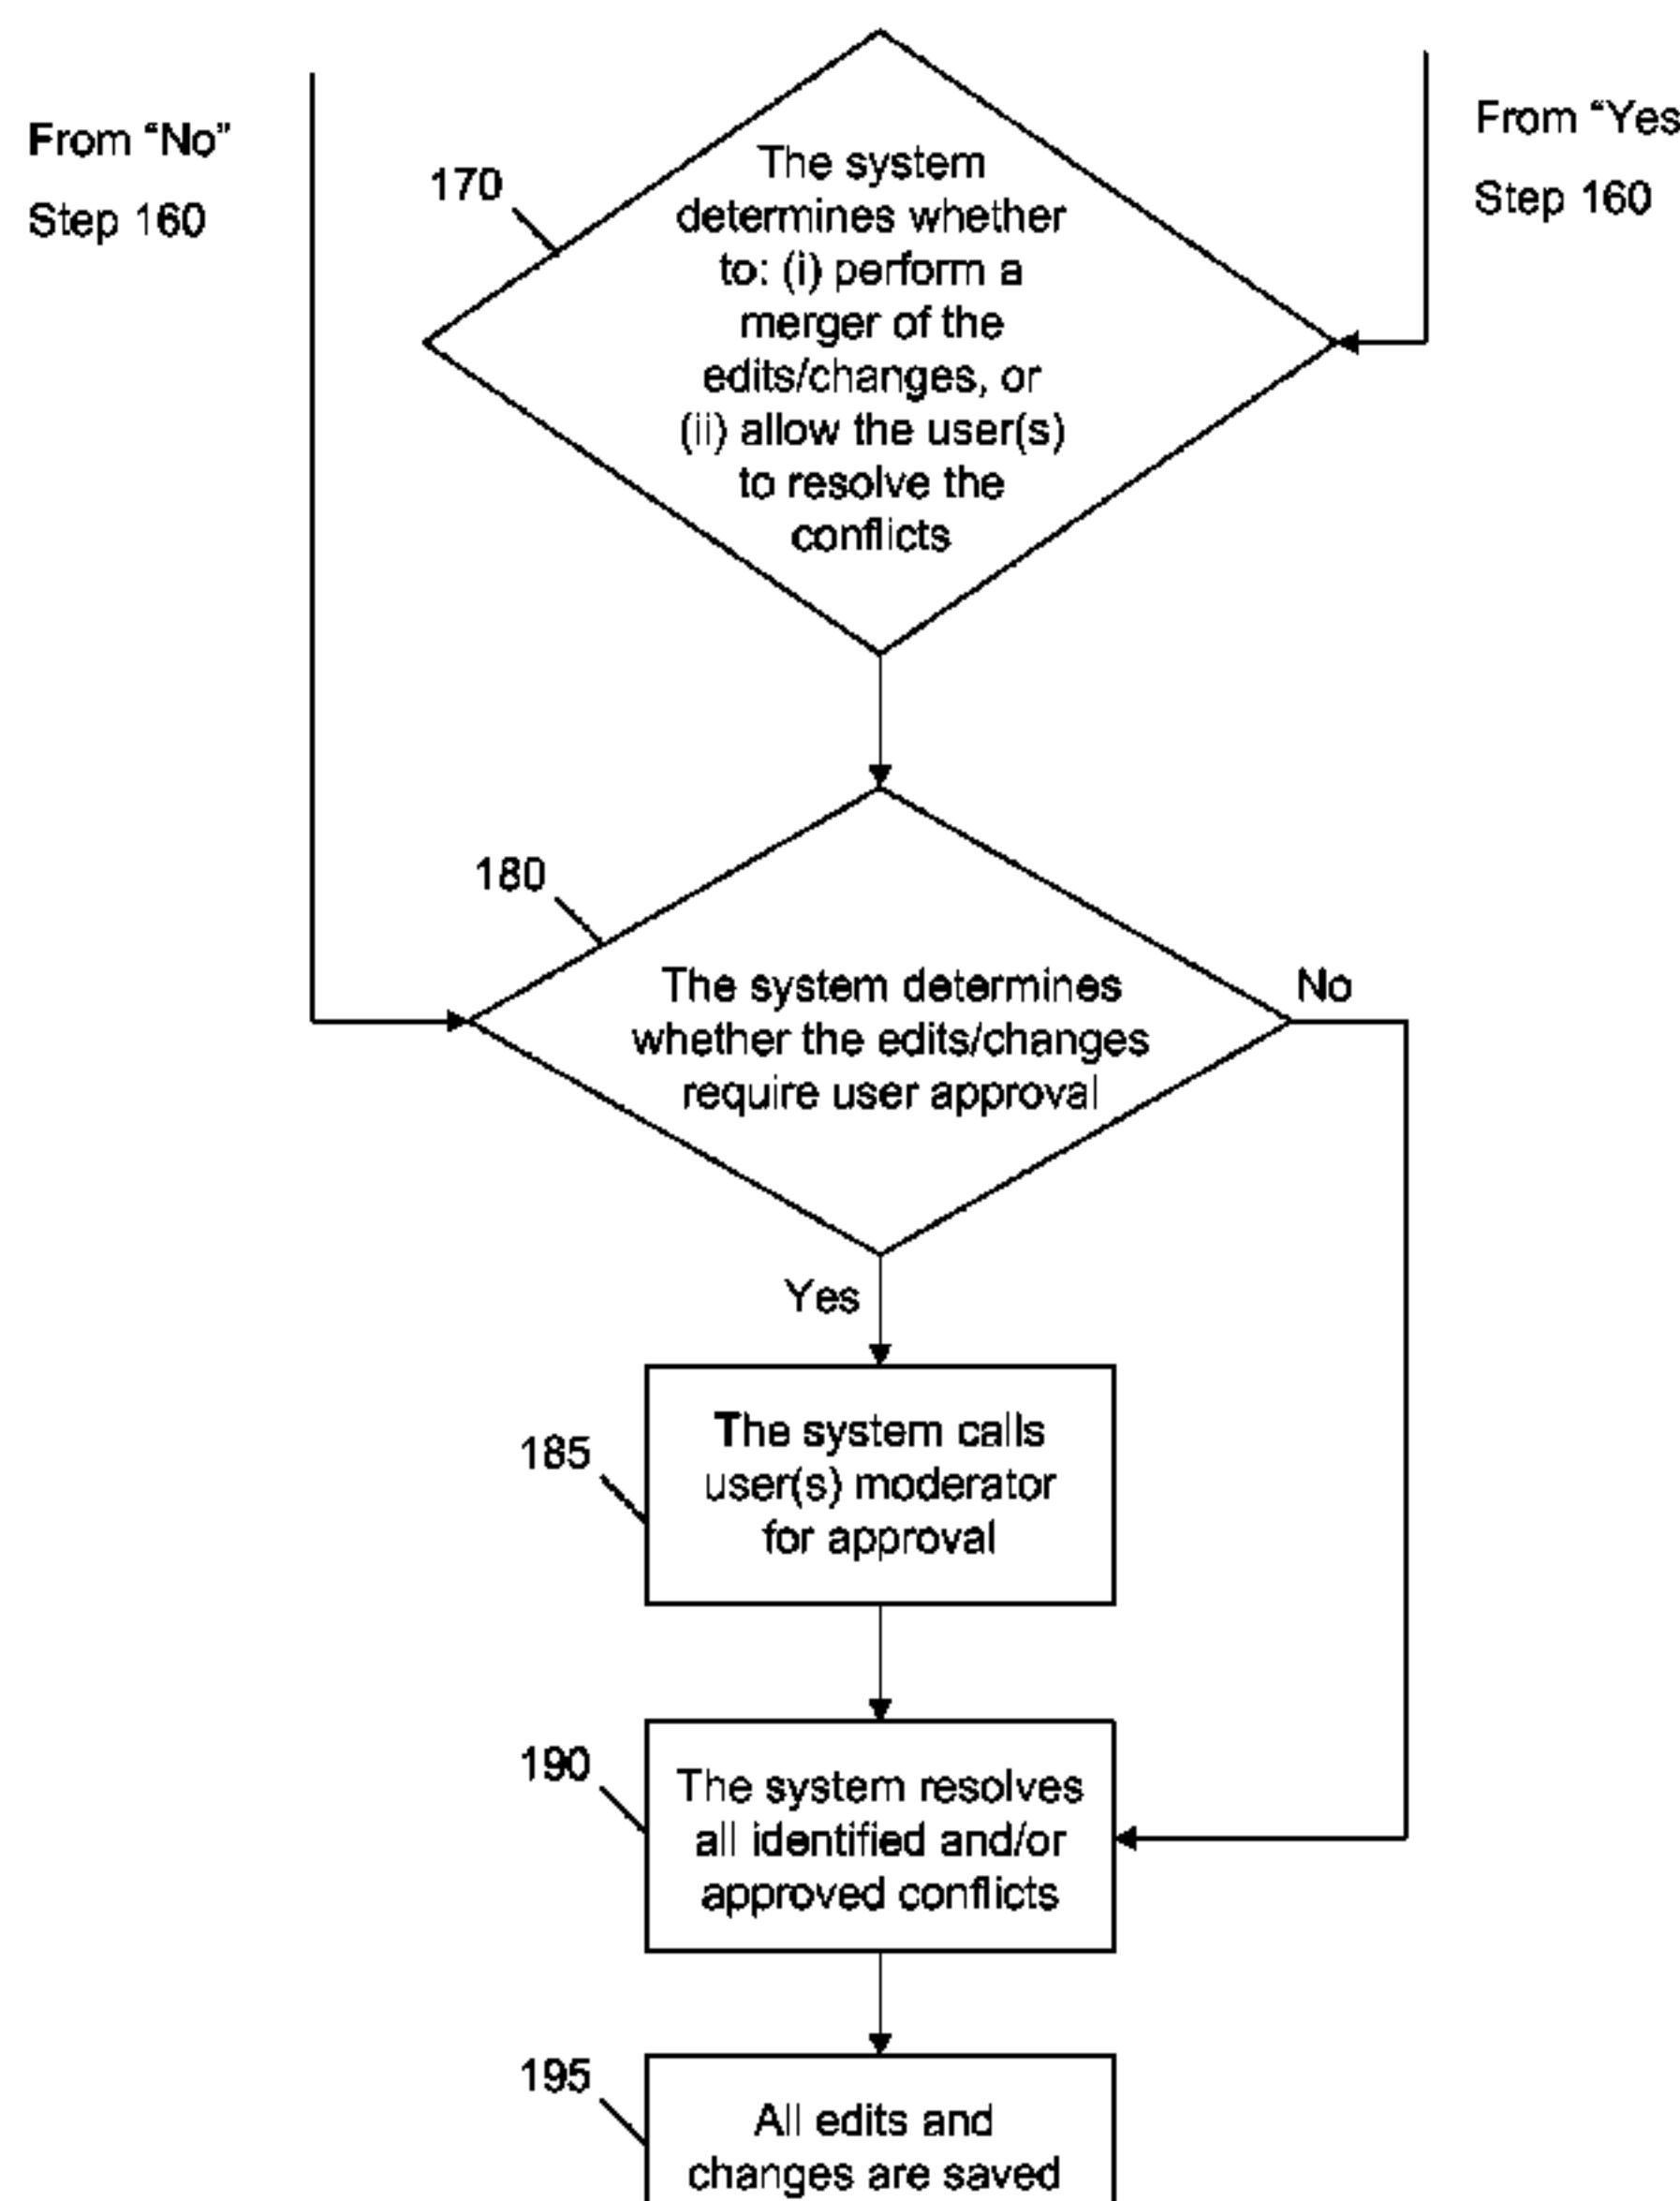 From “No”
Step 160
From “Yes
Step 160
170
The system
determines whether
to: (i) perform a
merger of the
edits/changes, or
(ii) allow the user(s)
to resolve the
conflicts
180
The system determines
whether the edits/changes
require user approval
No
Yes
185
The system calls
user(s) moderator
for approval
190
The system resolves
all identified and/or
approved conflicts
195
All edits and
changes are saved